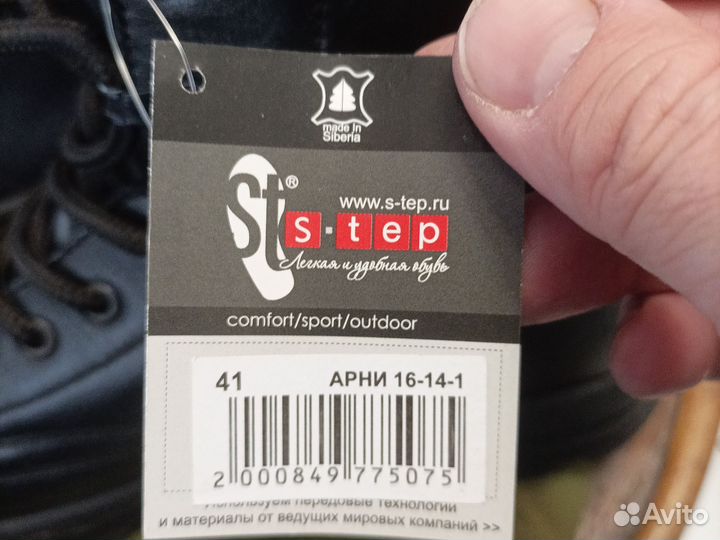 made in
Siberia
St®
www.s-tep.ru
s·tep
Легкая и удобная обувь
comfort/sport/outdoor
41 АРНИ 16-14-1
2 000849 775075
Используем передовые технологии
и материалы от ведущих мировых компаний >>
Avito